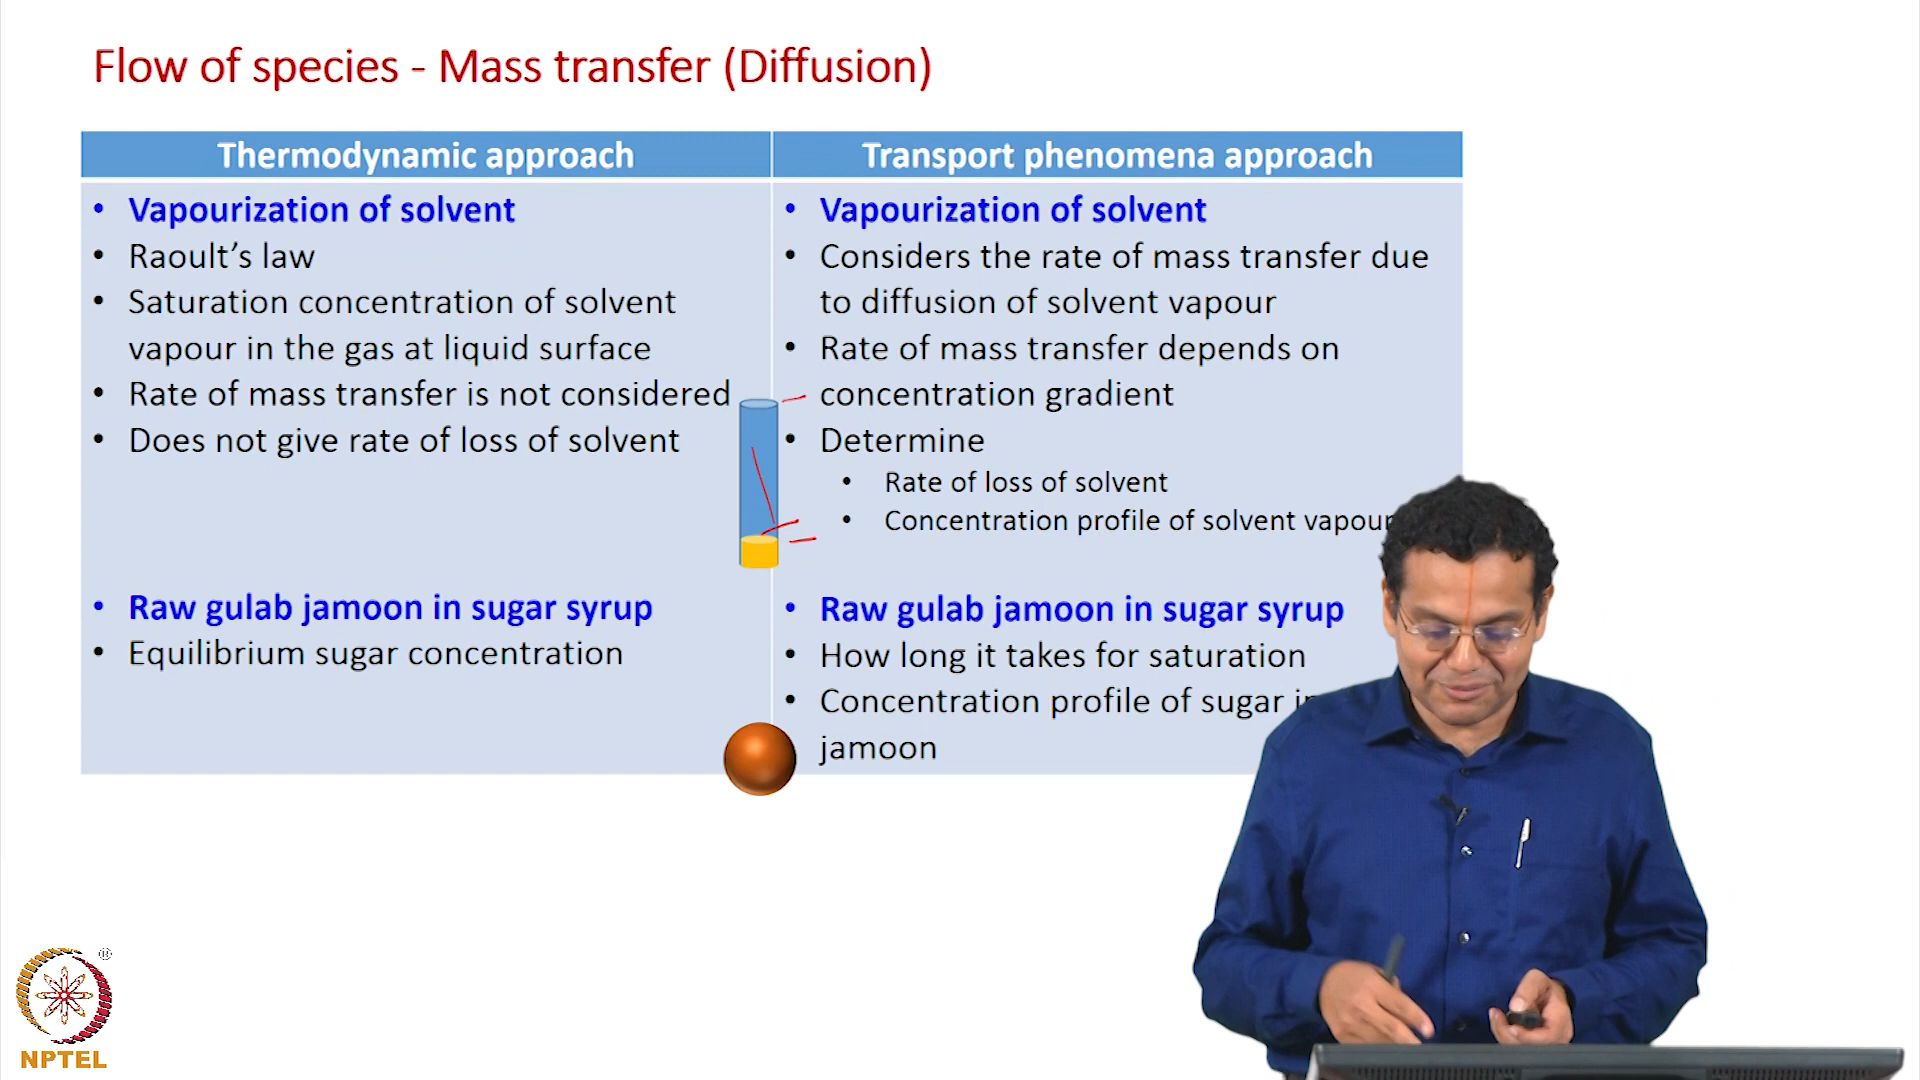 Flow of species - Mass transfer (Diffusion)
Thermodynamic approach
• Vapourization of solvent
• Raoult's law
• Saturation concentration of solvent
vapour in the gas at liquid surface
• Rate of mass transfer is not considered
• Does not give rate of loss of solvent
• Raw gulab jamoon in sugar syrup
• Equilibrium sugar concentration
Transport phenomena approach
• Vapourization of solvent
• Considers the rate of mass transfer due
to diffusion of solvent vapour
• Rate of mass transfer depends on
concentration gradient
• Determine
• Rate of loss of solvent
• Concentration profile of solvent vapour
• Raw gulab jamoon in sugar syrup
• How long it takes for saturation
• Concentration profile of sugar
jamoon
®
NPTEL